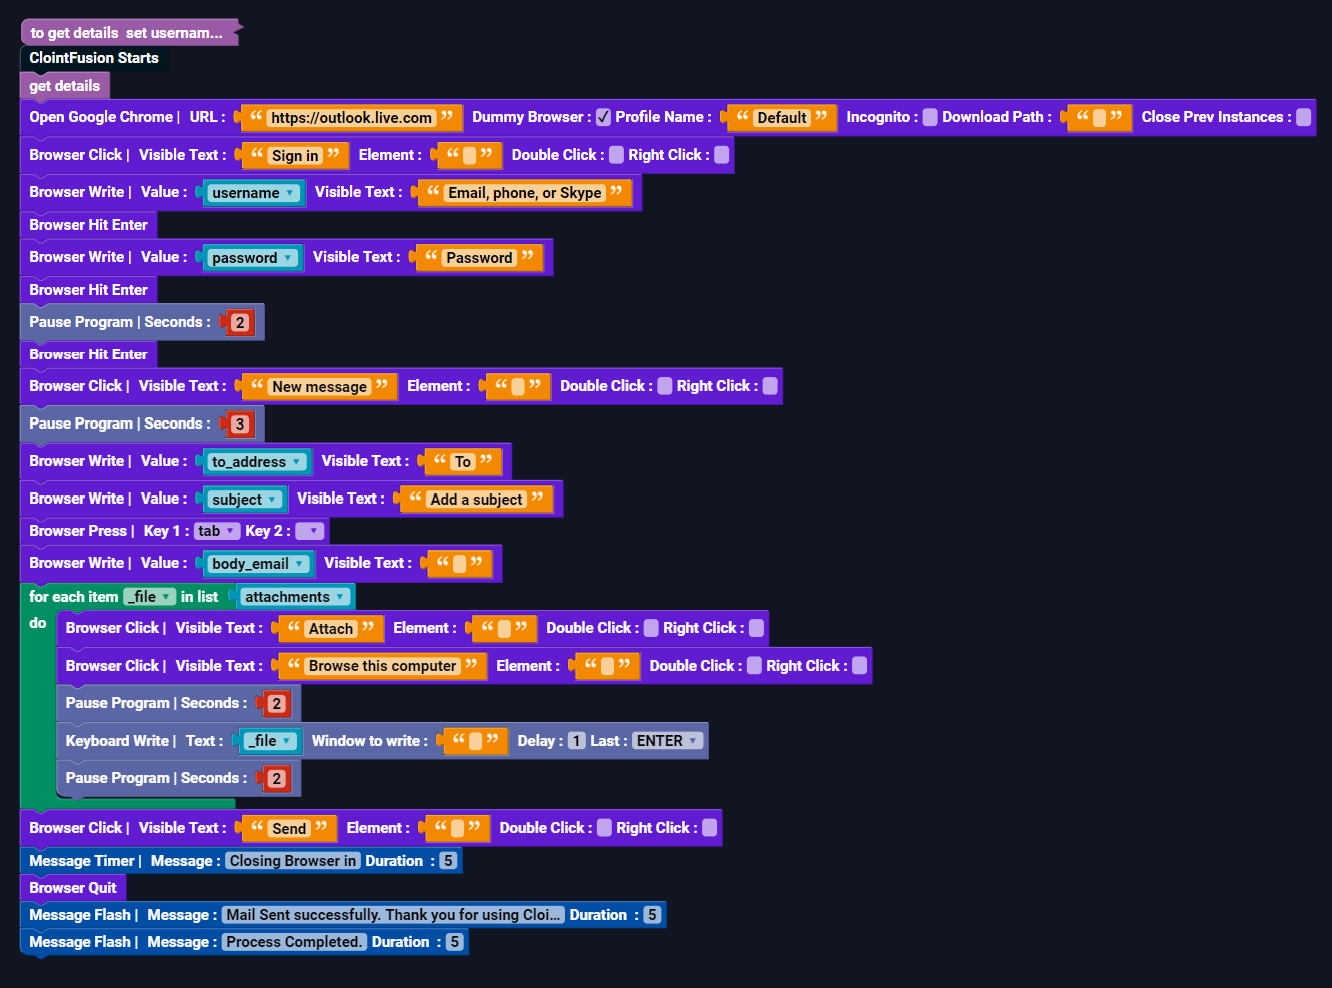 to get details set usernam...
ClointFusion Starts
get details
Open Google Chrome | URL : “ https://outlook.live.com ” Dummy Browser : ✓ Profile Name : “ Default ” Incognito : Download Path : “ ” Close Prev Instances :
Browser Click | Visible Text : “ Sign in ” Element : “ ” Double Click : Right Click :
Browser Write | Value : username ▾ Visible Text : “ Email, phone, or Skype ”
Browser Hit Enter
Browser Write | Value : password ▾ Visible Text : “ Password ”
Browser Hit Enter
Pause Program | Seconds : 2
Browser Hit Enter
Browser Click | Visible Text : “ New message ” Element : “ ” Double Click : Right Click :
Pause Program | Seconds : 3
Browser Write | Value : to_address ▾ Visible Text : “ To ”
Browser Write | Value : subject ▾ Visible Text : “ Add a subject ”
Browser Press | Key 1 : tab ▾ Key 2 : ▾
Browser Write | Value : body_email ▾ Visible Text : “ ”
for each item _file ▾ in list attachments ▾
do Browser Click | Visible Text : “ Attach ” Element : “ ” Double Click : Right Click :
Browser Click | Visible Text : “ Browse this computer ” Element : “ ” Double Click : Right Click :
Pause Program | Seconds : 2
Keyboard Write | Text : _file ▾ Window to write : “ ” Delay : 1 Last : ENTER ▾
Pause Program | Seconds : 2
Browser Click | Visible Text : “ Send ” Element : “ ” Double Click : Right Click :
Message Timer | Message : Closing Browser in Duration : 5
Browser Quit
Message Flash | Message : Mail Sent successfully. Thank you for using Cloi... Duration : 5
Message Flash | Message : Process Completed. Duration : 5